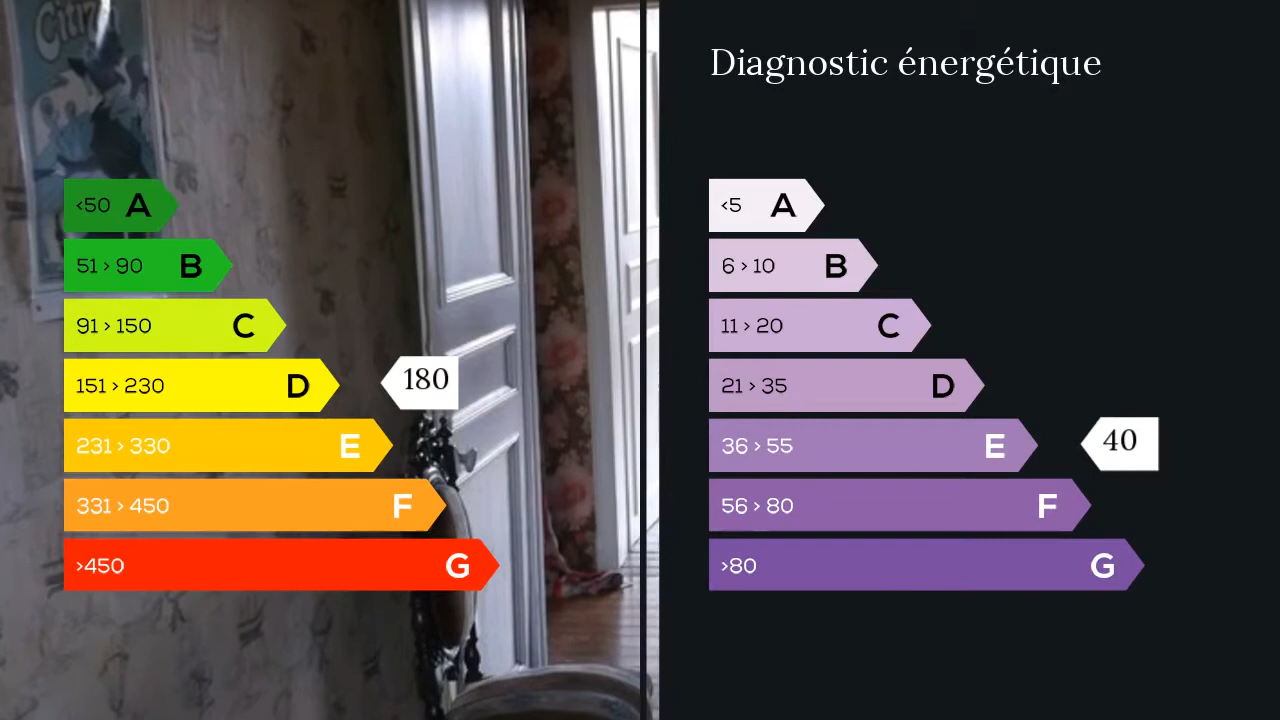 Citizn
Diagnostic énergétique
<50 A
51 > 90 B
91 > 150 C
151 > 230 D
180
231 > 330 E
331 > 450 F
>450 G
<5 A
6 > 10 B
11 > 20 C
21 > 35 D
36 > 55 E
40
56 > 80 F
>80 G